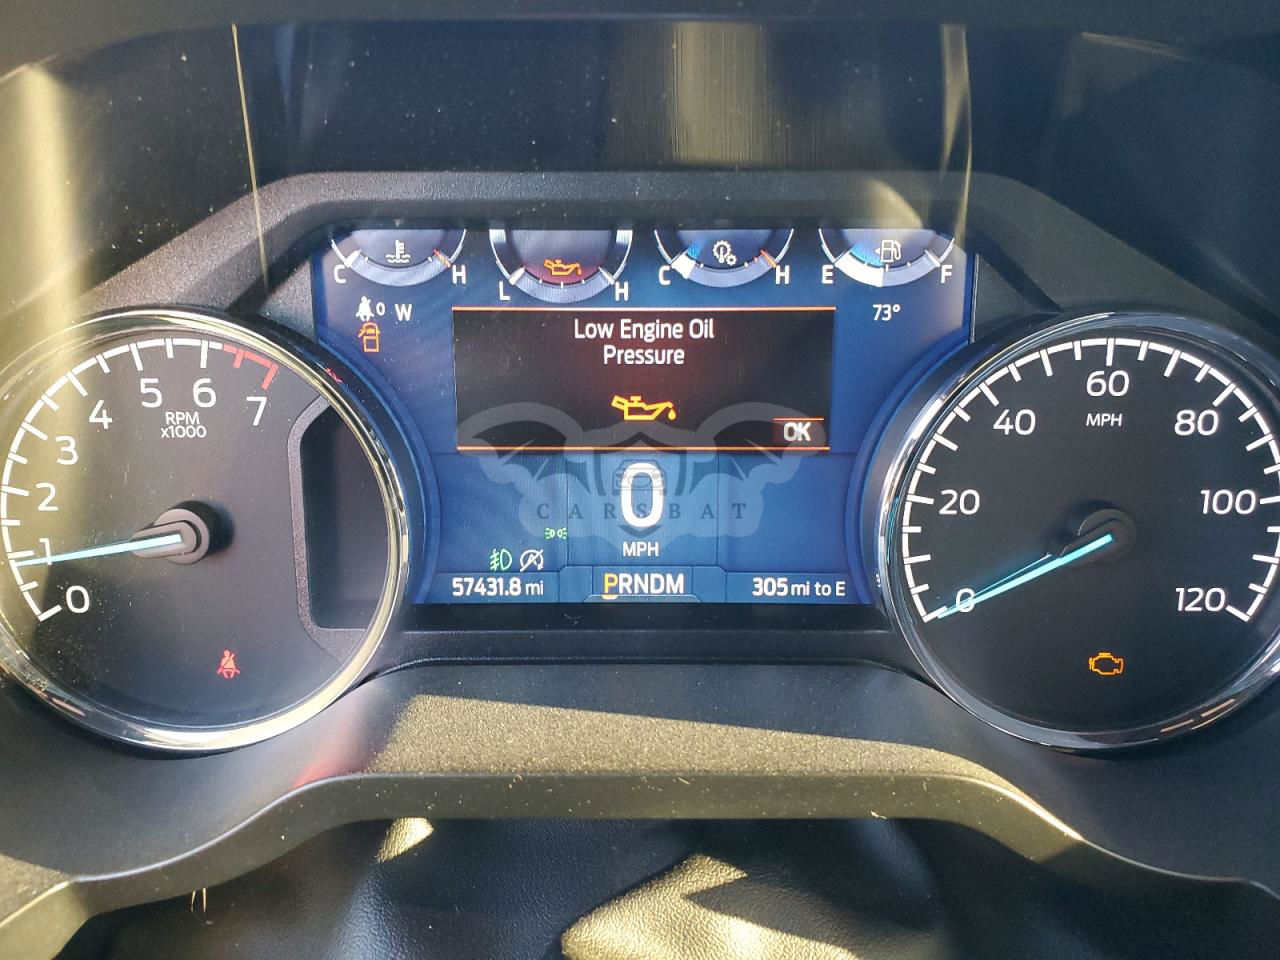 C H
L H
C H
E F
0 W
73°
Low Engine Oil
Pressure
OK
0
MPH
CARSBAT
57431.8 mi
PRNDM
305 mi to E
0 1 2 3 4 5 6 7
RPM
x1000
0 20 40 60 80 100 120
MPH